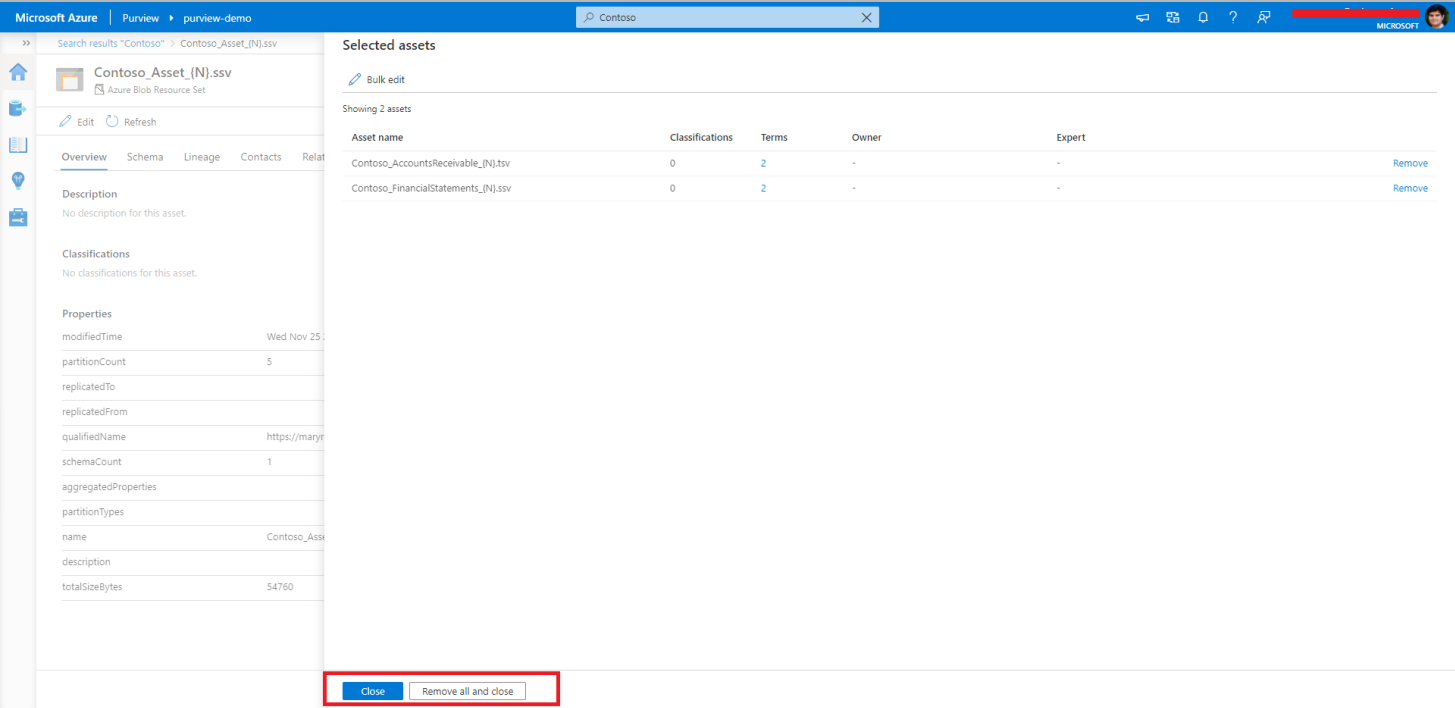 Microsoft Azure Purview purview-demo Contoso
MICROSOFT
Search results "Contoso" > Contoso_Asset_{N}.ssv
Contoso_Asset_{N}.ssv
Azure Blob Resource Set
Edit Refresh
Overview Schema Lineage Contacts Relat
Description
No description for this asset.
Classifications
No classifications for this asset.
Properties
modifiedTime Wed Nov 25
partitionCount 5
replicatedTo
replicatedFrom
qualifiedName https://maryr
schemaCount 1
aggregatedProperties
partitionTypes
name Contoso_Asse
description
totalSizeBytes 54760
Selected assets
Bulk edit
Showing 2 assets
Asset name Classifications Terms Owner Expert
Contoso_AccountsReceivable_{N}.tsv 0 2 - - Remove
Contoso_FinancialStatements_{N}.ssv 0 2 - - Remove
Close Remove all and close